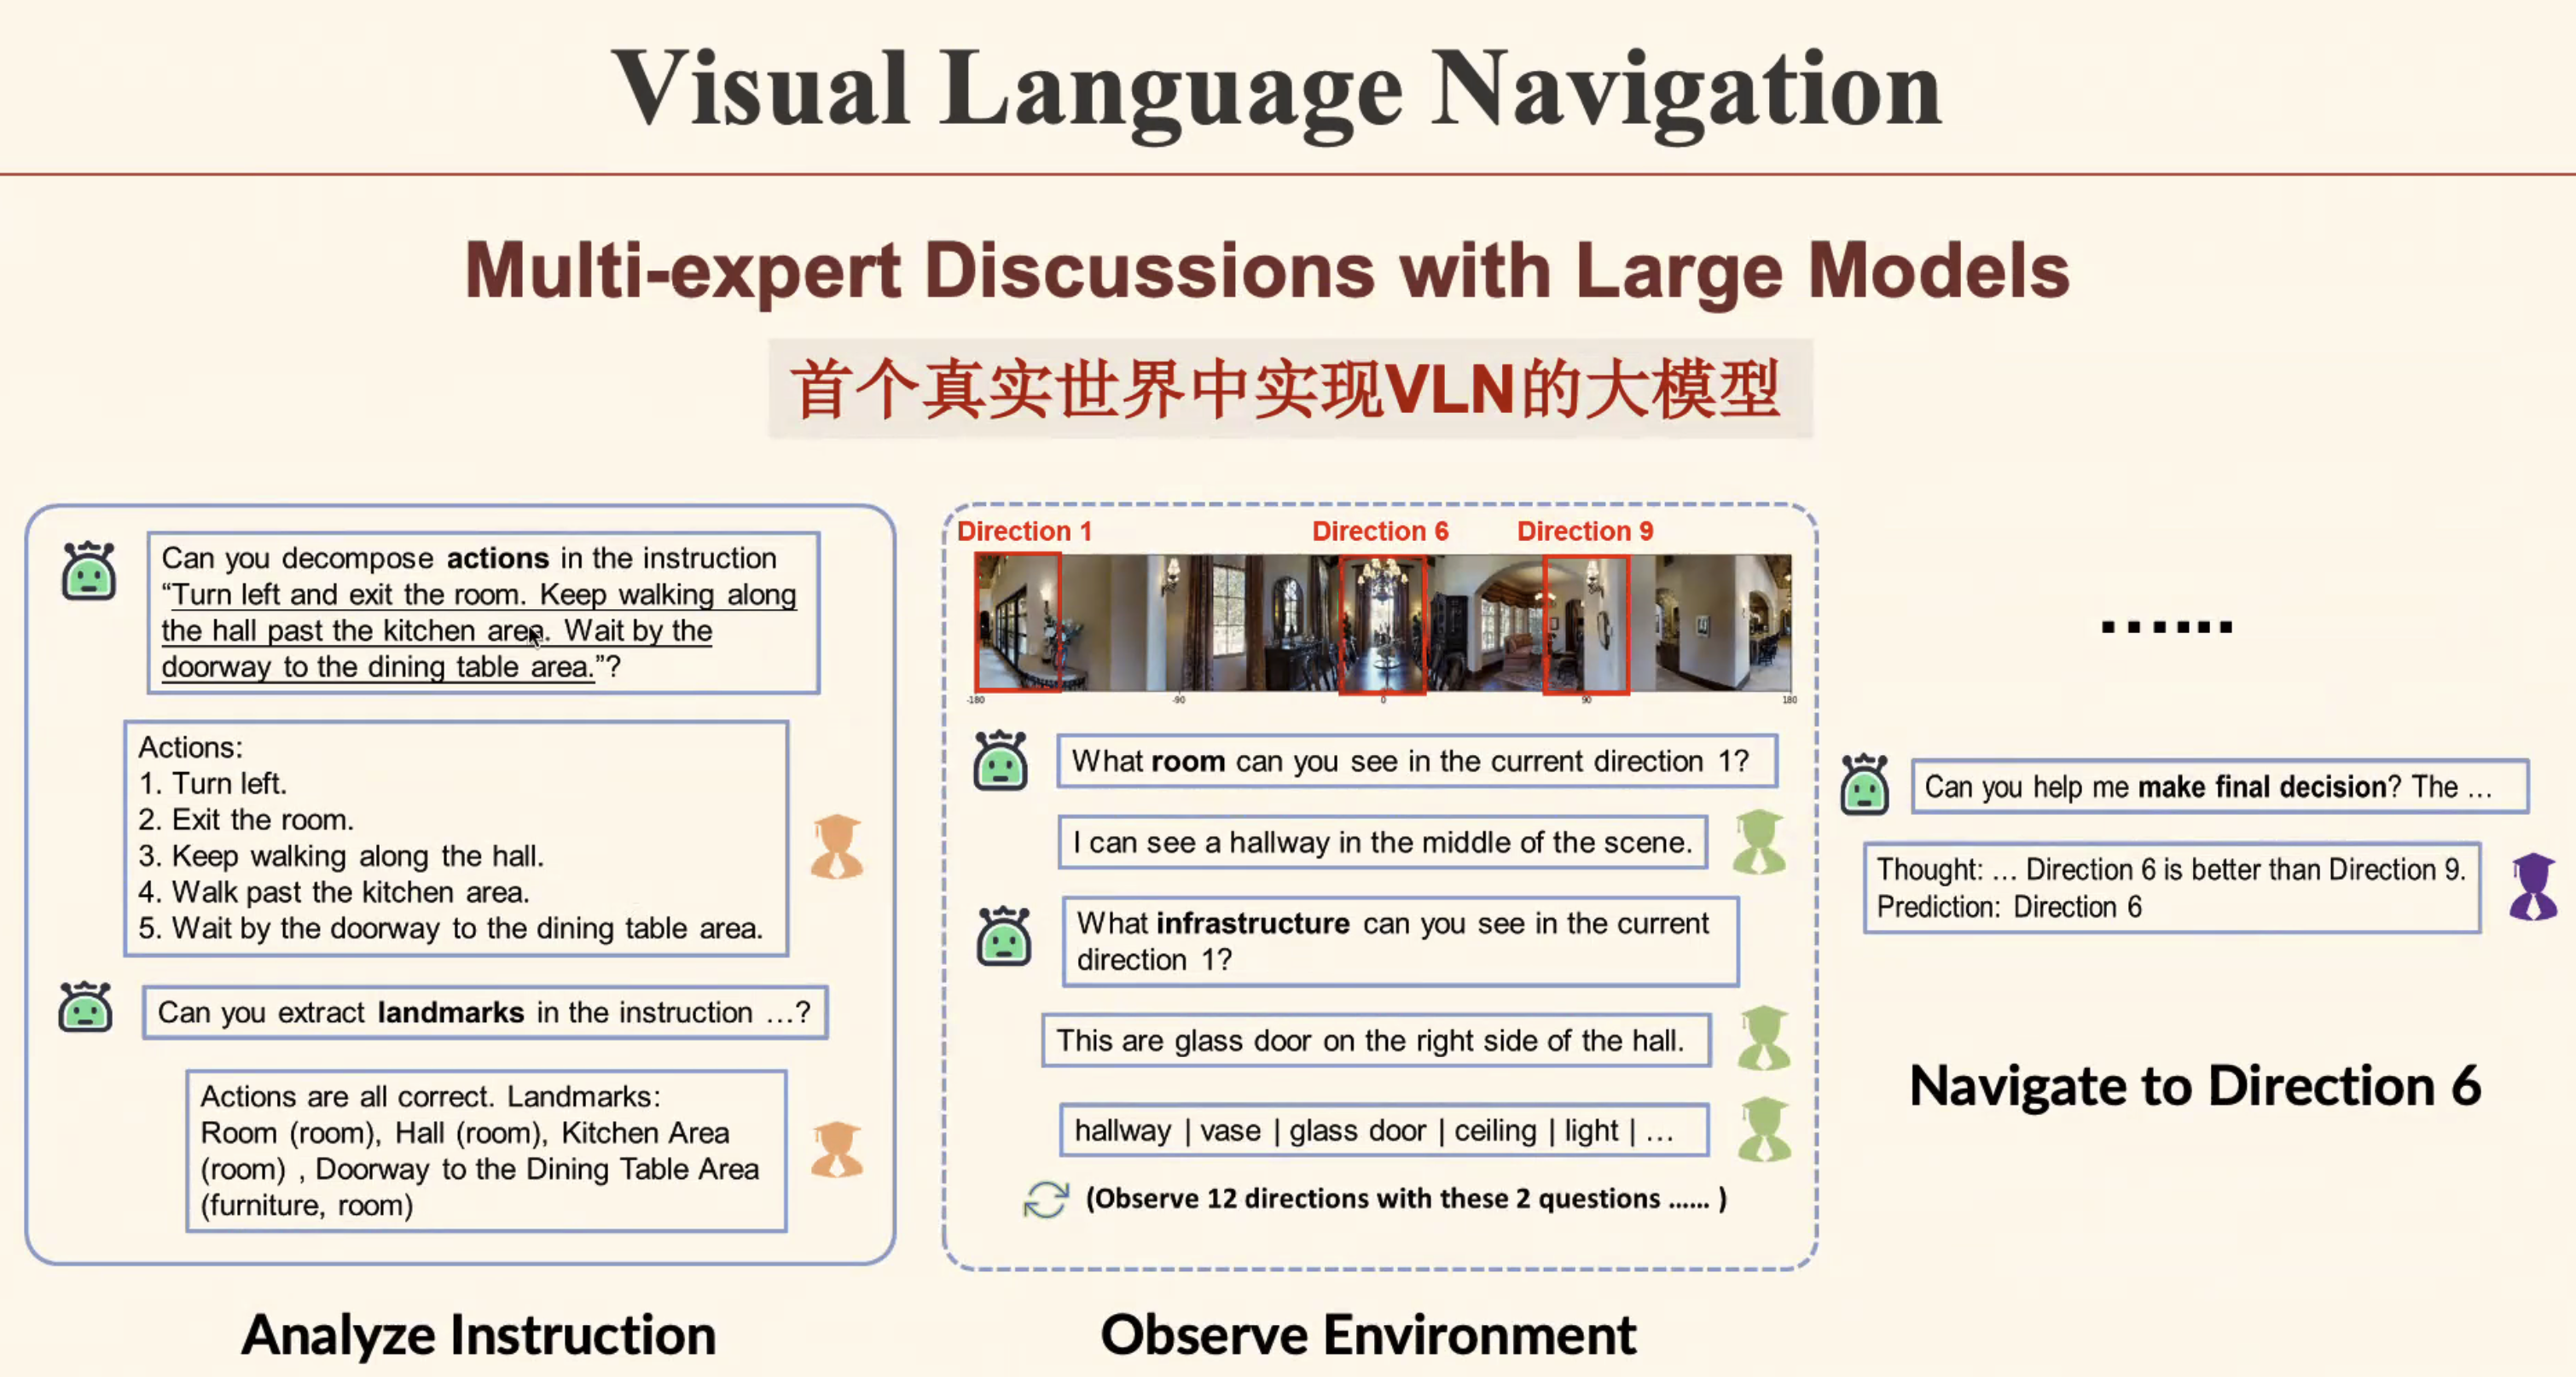 Visual Language Navigation
Multi-expert Discussions with Large Models
首个真实世界中实现VLN的大模型
Can you decompose actions in the instruction
“Turn left and exit the room. Keep walking along
the hall past the kitchen area. Wait by the
doorway to the dining table area.”?
Actions:
1. Turn left.
2. Exit the room.
3. Keep walking along the hall.
4. Walk past the kitchen area.
5. Wait by the doorway to the dining table area.
Can you extract landmarks in the instruction ...?
Actions are all correct. Landmarks:
Room (room), Hall (room), Kitchen Area
(room) , Doorway to the Dining Table Area
(furniture, room)
Analyze Instruction
Direction 1
Direction 6
Direction 9
-180
-90
0
90
180
What room can you see in the current direction 1?
I can see a hallway in the middle of the scene.
What infrastructure can you see in the current
direction 1?
This are glass door on the right side of the hall.
hallway | vase | glass door | ceiling | light | ...
(Observe 12 directions with these 2 questions ...... )
Observe Environment
......
Can you help me make final decision? The ...
Thought: ... Direction 6 is better than Direction 9.
Prediction: Direction 6
Navigate to Direction 6